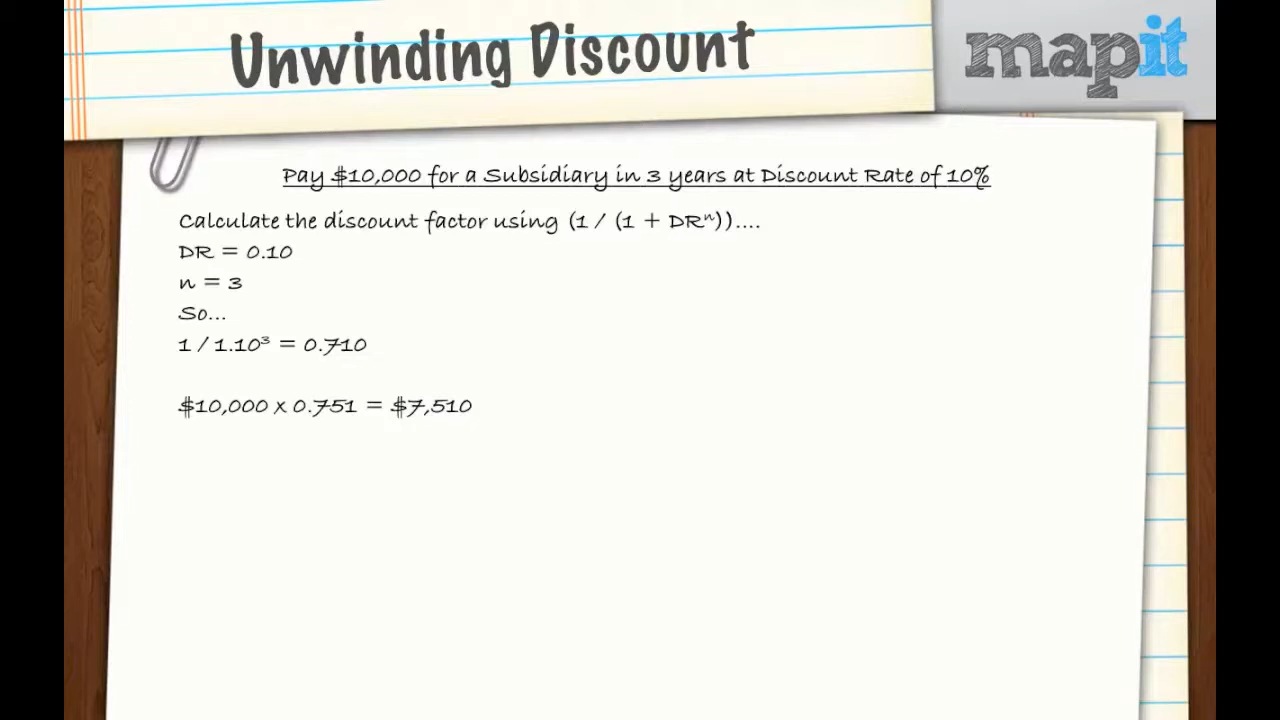 Unwinding Discount
mapit
Pay $10,000 for a Subsidiary in 3 years at Discount Rate of 10%
Calculate the discount factor using (1 / (1 + DRⁿ))....
DR = 0.10
n = 3
So...
1 / 1.10³ = 0.710
$10,000 x 0.751 = $7,510